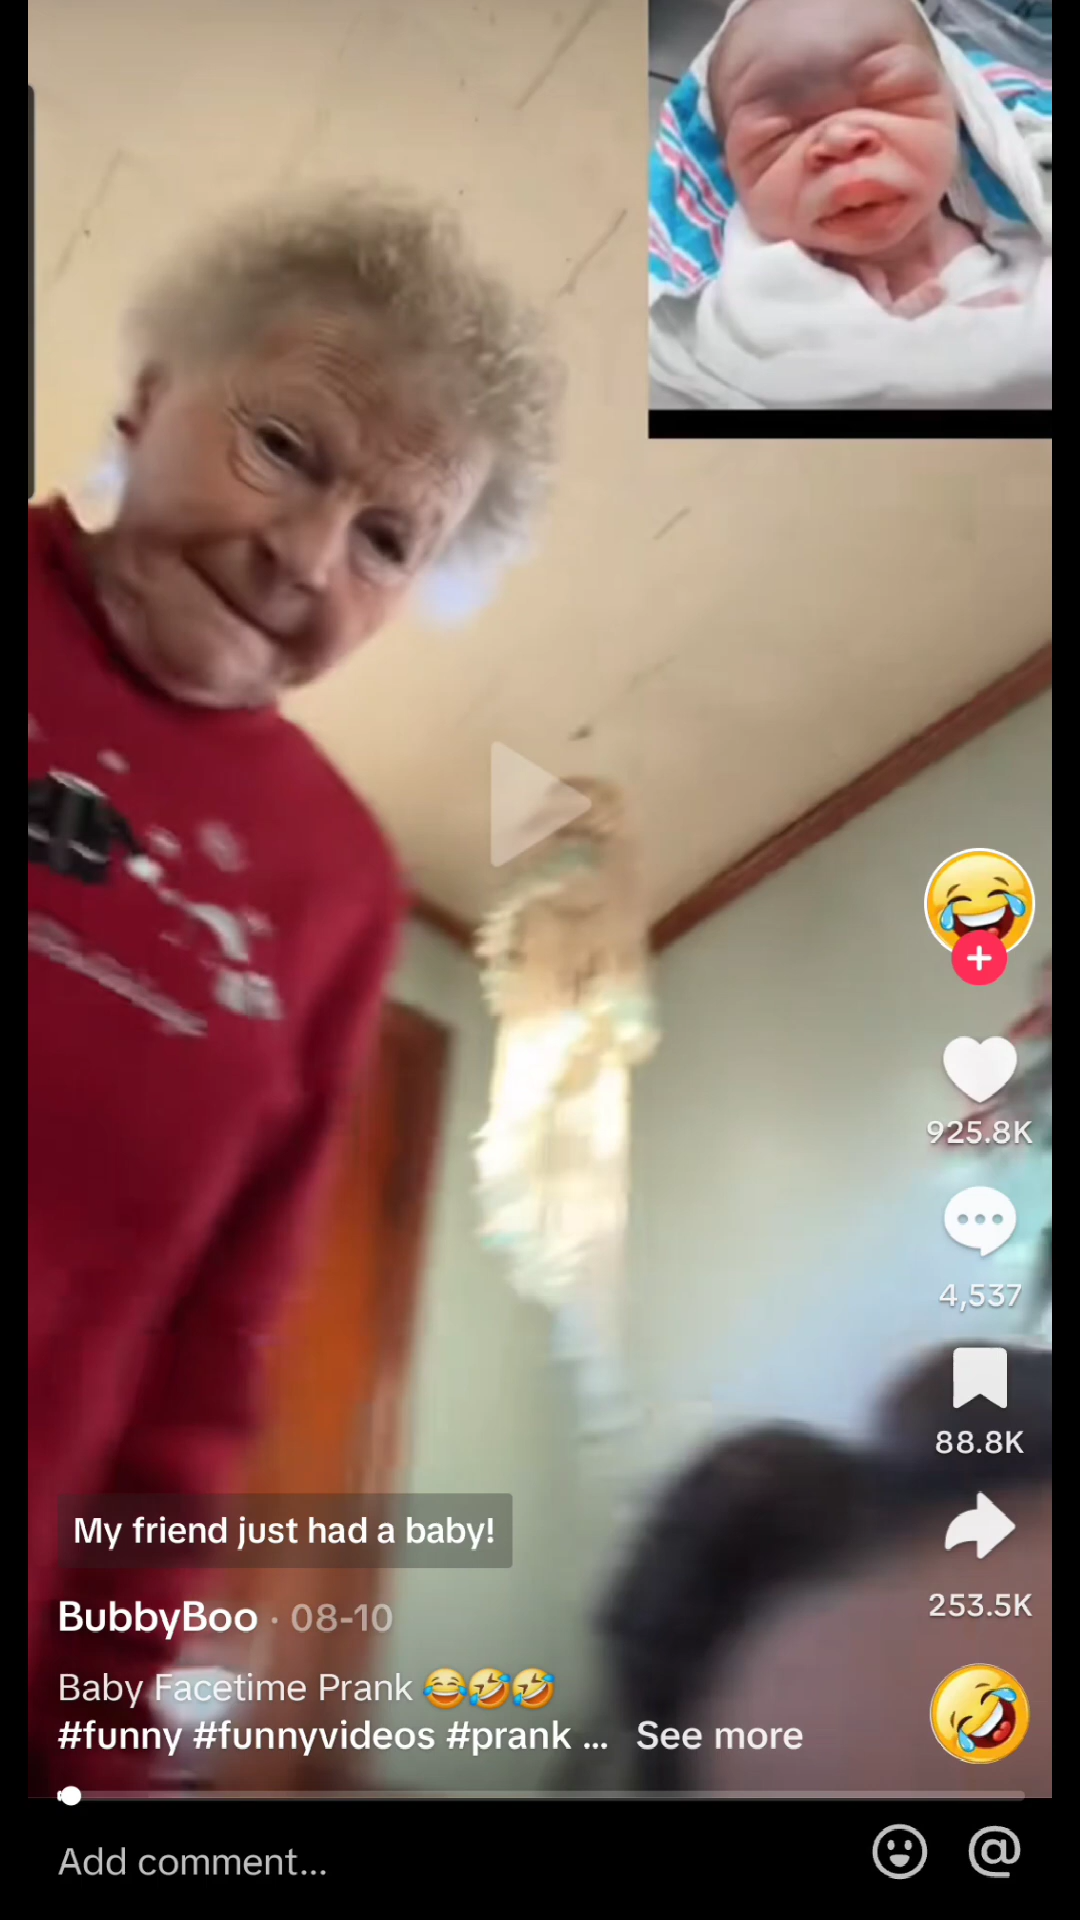 925.8K
4,537
88.8K
253.5K
My friend just had a baby!
BubbyBoo · 08-10
Baby Facetime Prank 😂🤣🤣
#funny #funnyvideos #prank ... See more
Add comment...